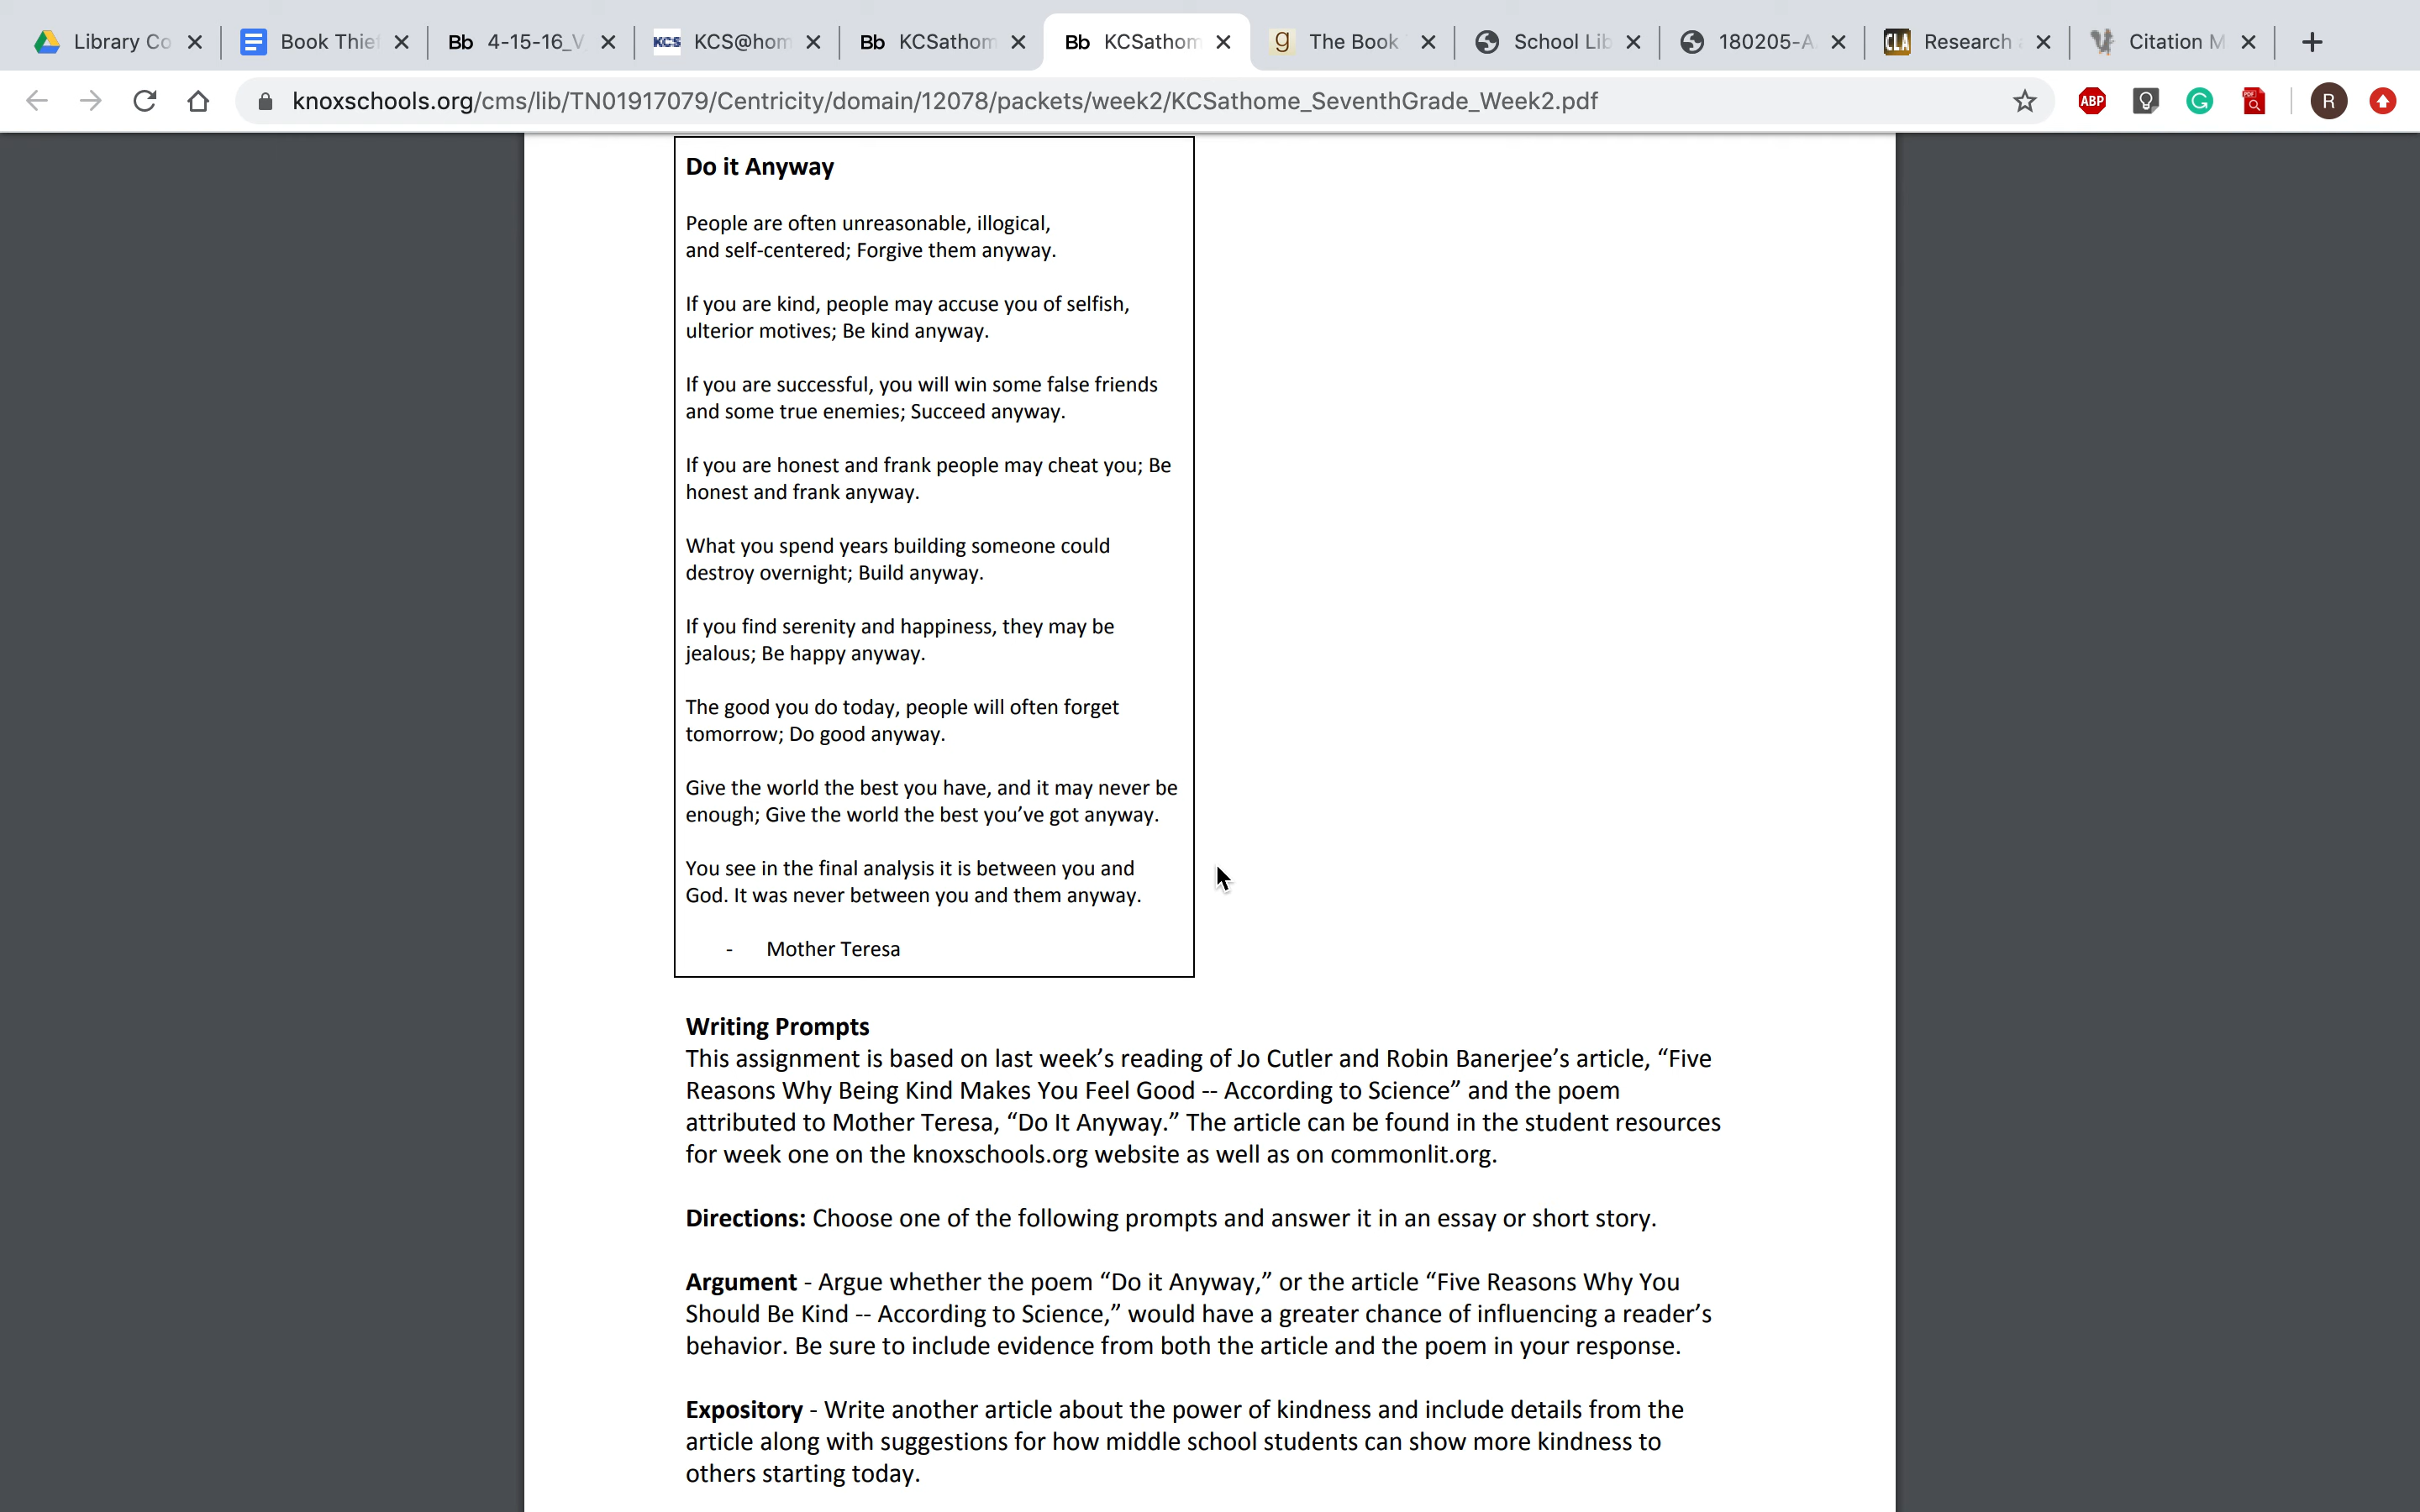 Library Co
Book Thief
Bb 4-15-16_V
KCS KCS@hom
Bb KCSathom
Bb KCSathom
g The Book
School Lib
180205-A
CLA Research
Citation M
knoxschools.org/cms/lib/TN01917079/Centricity/domain/12078/packets/week2/KCSathome_SeventhGrade_Week2.pdf
ABP
G
PDF
R
Do it Anyway
People are often unreasonable, illogical,
and self-centered; Forgive them anyway.
If you are kind, people may accuse you of selfish,
ulterior motives; Be kind anyway.
If you are successful, you will win some false friends
and some true enemies; Succeed anyway.
If you are honest and frank people may cheat you; Be
honest and frank anyway.
What you spend years building someone could
destroy overnight; Build anyway.
If you find serenity and happiness, they may be
jealous; Be happy anyway.
The good you do today, people will often forget
tomorrow; Do good anyway.
Give the world the best you have, and it may never be
enough; Give the world the best you’ve got anyway.
You see in the final analysis it is between you and
God. It was never between you and them anyway.
- Mother Teresa
Writing Prompts
This assignment is based on last week’s reading of Jo Cutler and Robin Banerjee’s article, “Five
Reasons Why Being Kind Makes You Feel Good -- According to Science” and the poem
attributed to Mother Teresa, “Do It Anyway.” The article can be found in the student resources
for week one on the knoxschools.org website as well as on commonlit.org.
Directions: Choose one of the following prompts and answer it in an essay or short story.
Argument - Argue whether the poem “Do it Anyway,” or the article “Five Reasons Why You
Should Be Kind -- According to Science,” would have a greater chance of influencing a reader’s
behavior. Be sure to include evidence from both the article and the poem in your response.
Expository - Write another article about the power of kindness and include details from the
article along with suggestions for how middle school students can show more kindness to
others starting today.